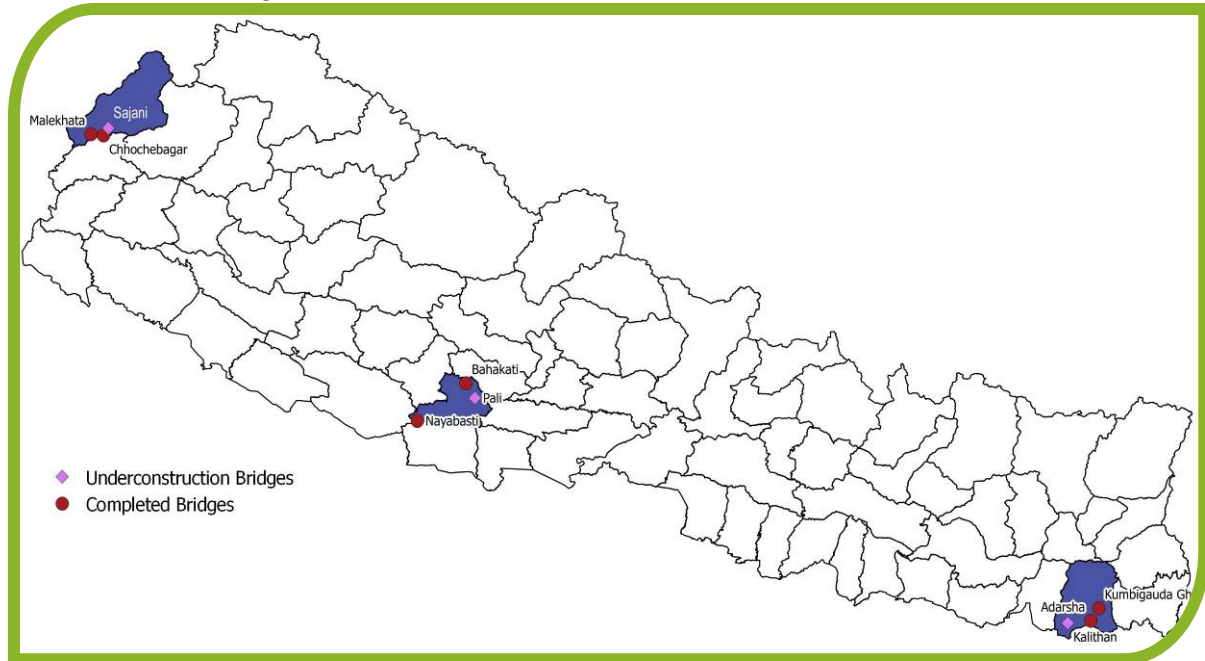 Sajani
Malekhata
Chhochebagar
Bahakati
Pali
Nayabasti
Underconstruction Bridges
Completed Bridges
Kumbigauda Gh
Adarsha
Kalithan